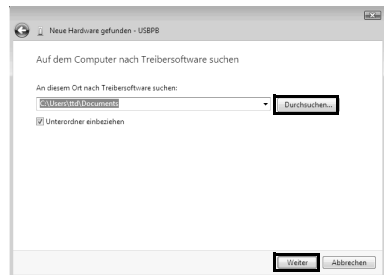 Neue Hardware gefunden - USBPB
Auf dem Computer nach Treibersoftware suchen
An diesem Ort nach Treibersoftware suchen:
C:\Users\ttd\Documents
Durchsuchen...
Unterordner einbeziehen
Weiter
Abbrechen